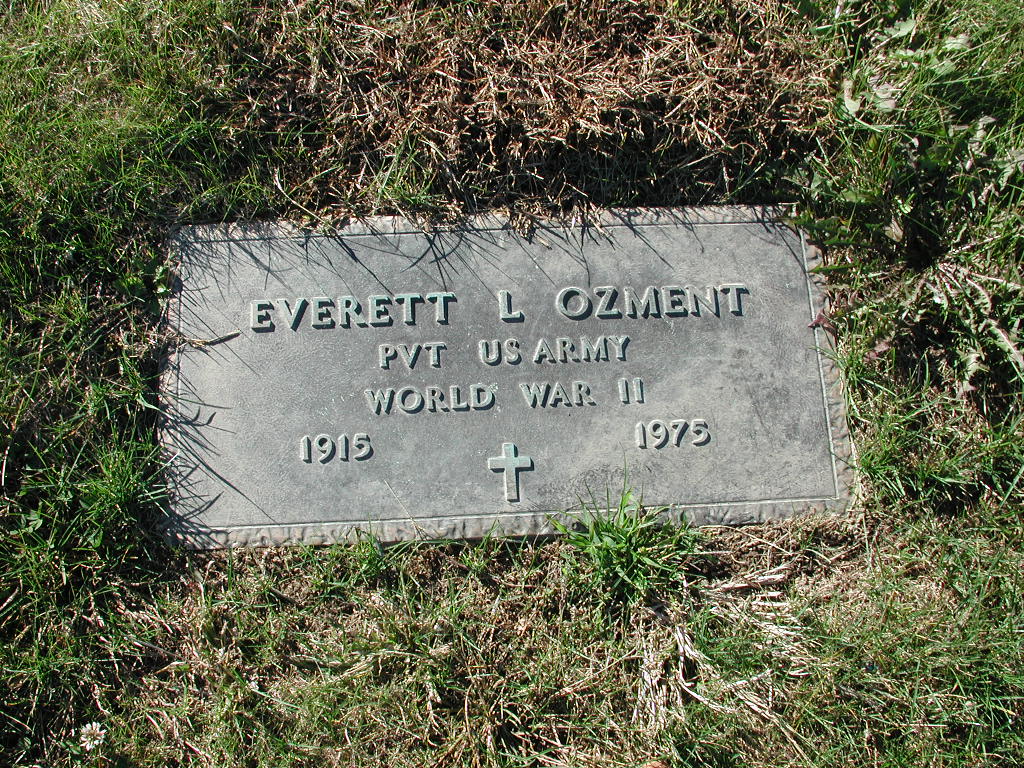 EVERETT L OZMENT
PVT US ARMY
WORLD WAR II
1915 1975